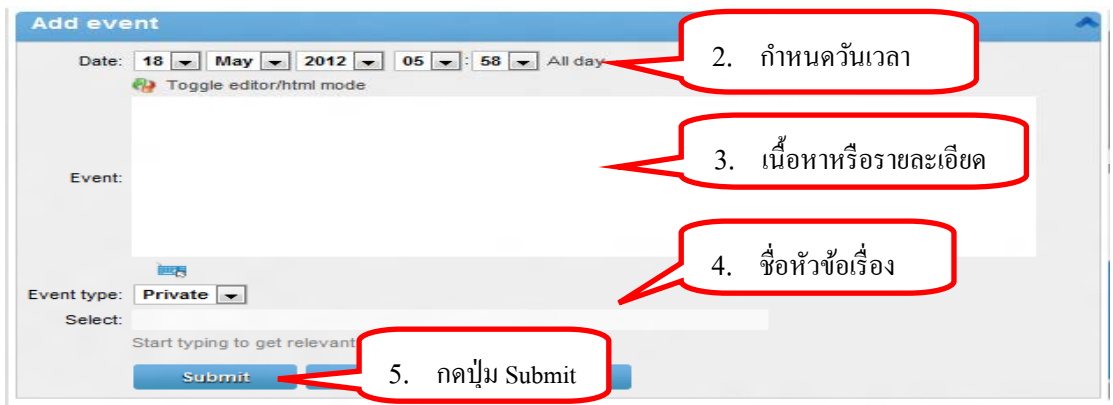 Add event
Date: 18 May 2012 05 : 58 All day
2. กำหนดวันเวลา
Toggle editor/html mode
3. เนื้อหาหรือรายละเอียด
Event:
4. ชื่อหัวข้อเรื่อง
Event type: Private
Select:
Start typing to get relevant
Submit
5. กดปุ่ม Submit